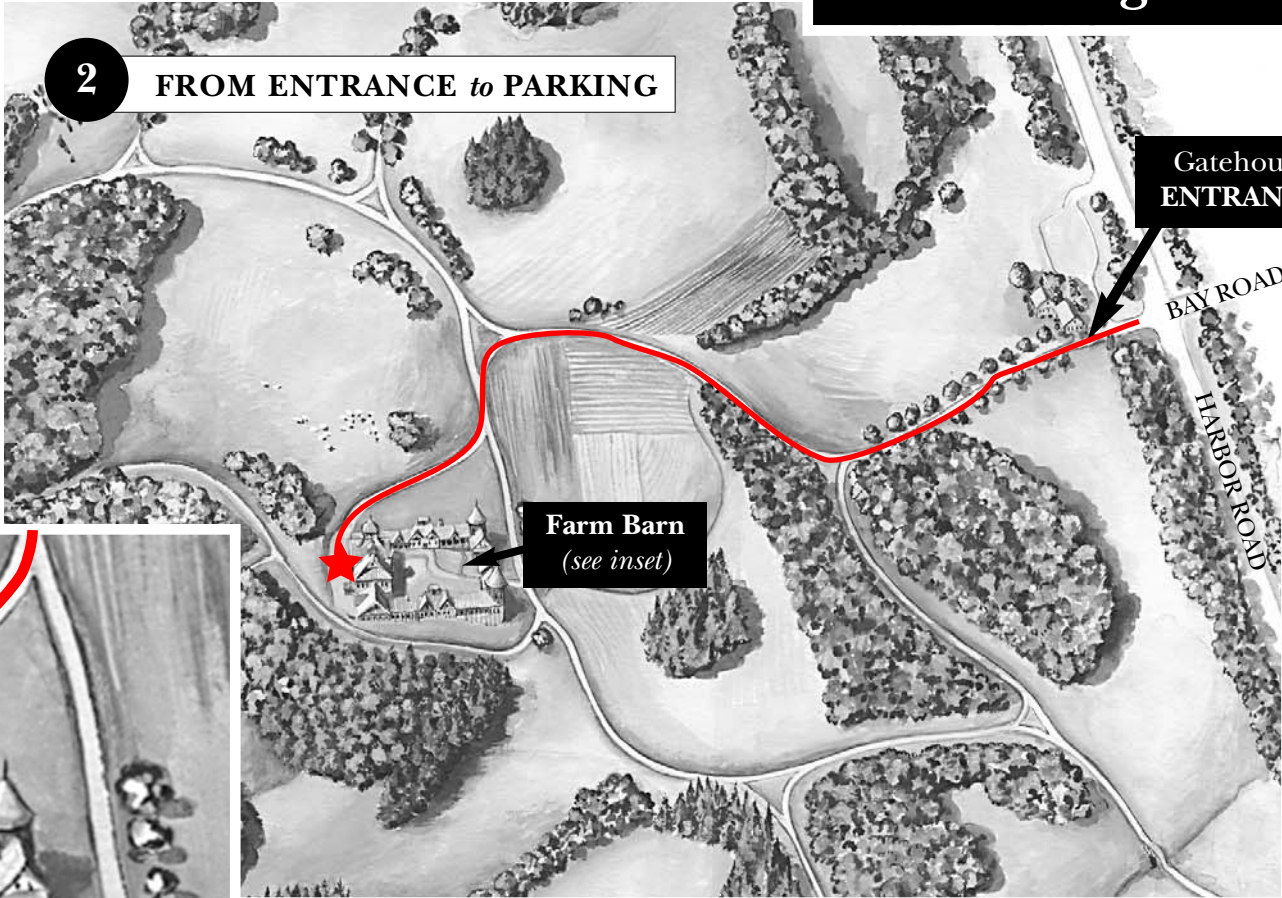 2
FROM ENTRANCE to PARKING
BAY ROAD
HARBOR ROAD
Farm Barn
(see inset)